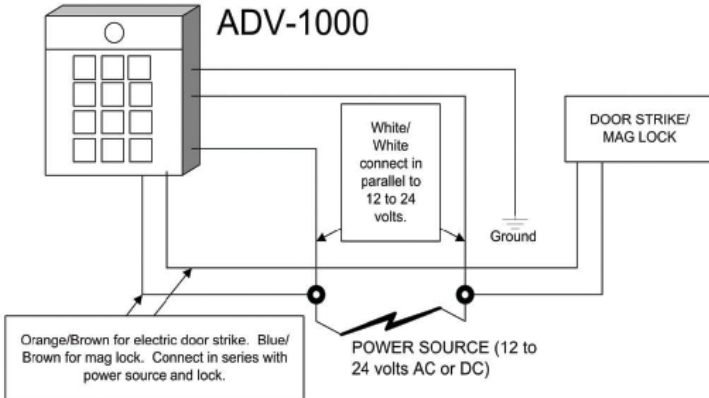 ADV-1000
White/
White
connect in
parallel to
12 to 24
volts.
DOOR STRIKE/
MAG LOCK
Ground
Orange/Brown for electric door strike. Blue/
Brown for mag lock. Connect in series with
power source and lock.
POWER SOURCE (12 to
24 volts AC or DC)